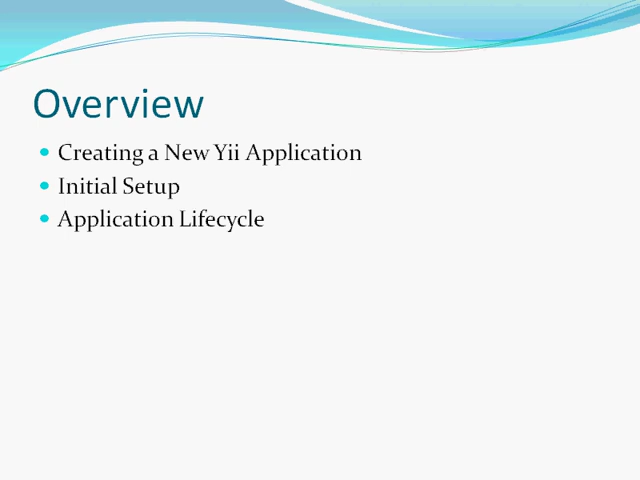 Overview
Creating a New Yii Application
Initial Setup
Application Lifecycle